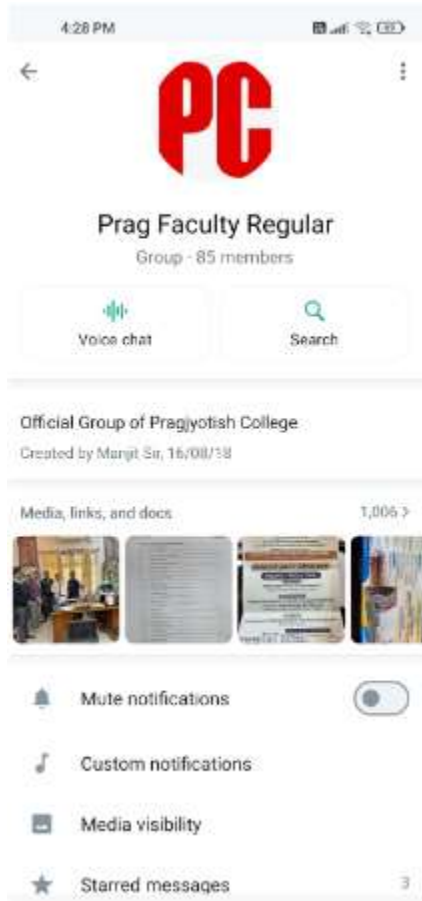 4:28 PM
PC
Prag Faculty Regular
Group · 85 members
Voice chat
Search
Official Group of Pragjyotish College
Created by Manjit Sir, 16/08/18
Media, links, and docs
1,006 >
Mute notifications
Custom notifications
Media visibility
Starred messages
3